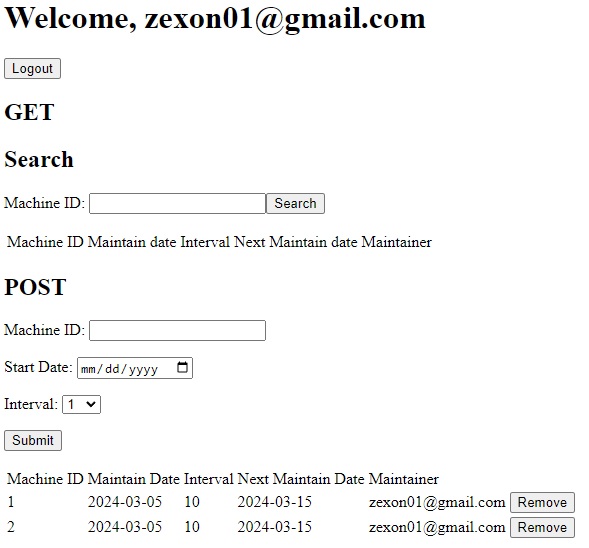 Welcome, zexon01@gmail.com
Logout
GET
Search
Machine ID: Search
Machine ID Maintain date Interval Next Maintain date Maintainer
POST
Machine ID:
Start Date: mm/dd/yyyy
Interval: 1
Submit
Machine ID Maintain Date Interval Next Maintain Date Maintainer
1 2024-03-05 10 2024-03-15 zexon01@gmail.com Remove
2 2024-03-05 10 2024-03-15 zexon01@gmail.com Remove